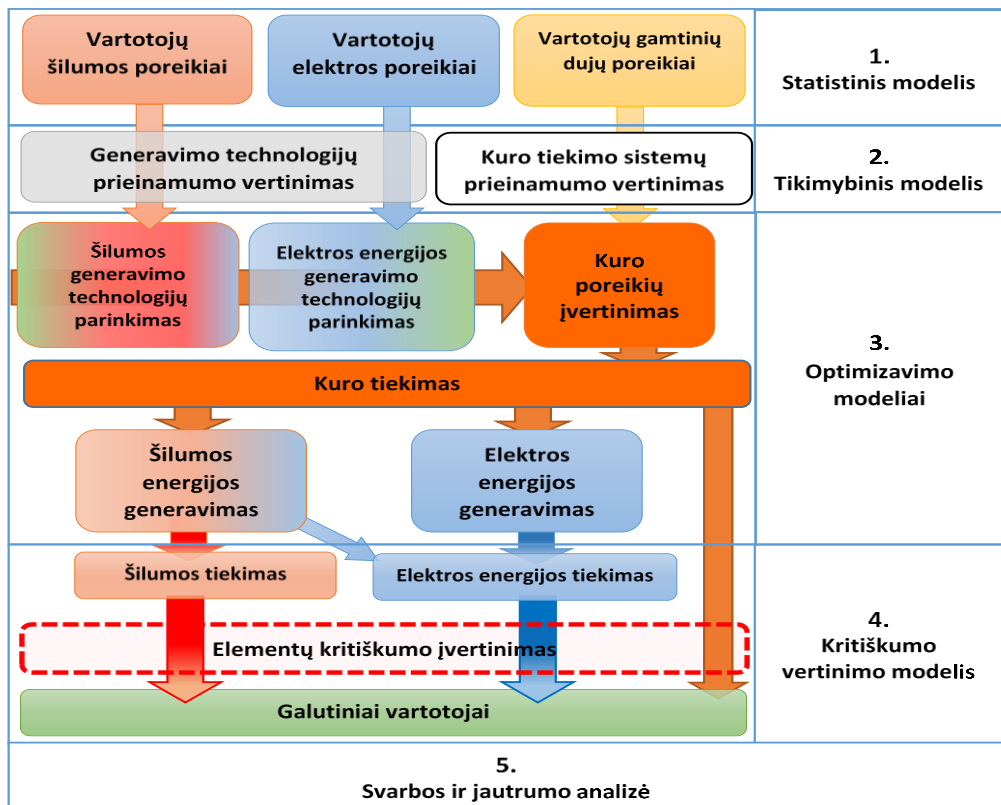 Vartotojų
šilumos poreikiai
Vartotojų
elektros poreikiai
Vartotojų gamtinių
dujų poreikiai
1.
Statistinis modelis
Generavimo technologijų
prieinamumo vertinimas
Kuro tiekimo sistemų
prieinamumo vertinimas
2.
Tikimybinis modelis
Šilumos
generavimo
technologijų
parinkimas
Elektros energijos
generavimo
technologijų
parinkimas
Kuro
poreikių
įvertinimas
3.
Optimizavimo
modeliai
Kuro tiekimas
Šilumos
energijos
generavimas
Elektros
energijos
generavimas
Šilumos tiekimas
Elektros energijos tiekimas
Elementų kritiškumo įvertinimas
4.
Kritiškumo
vertinimo modelis
Galutiniai vartotojai
5.
Svarbos ir jautrumo analizė